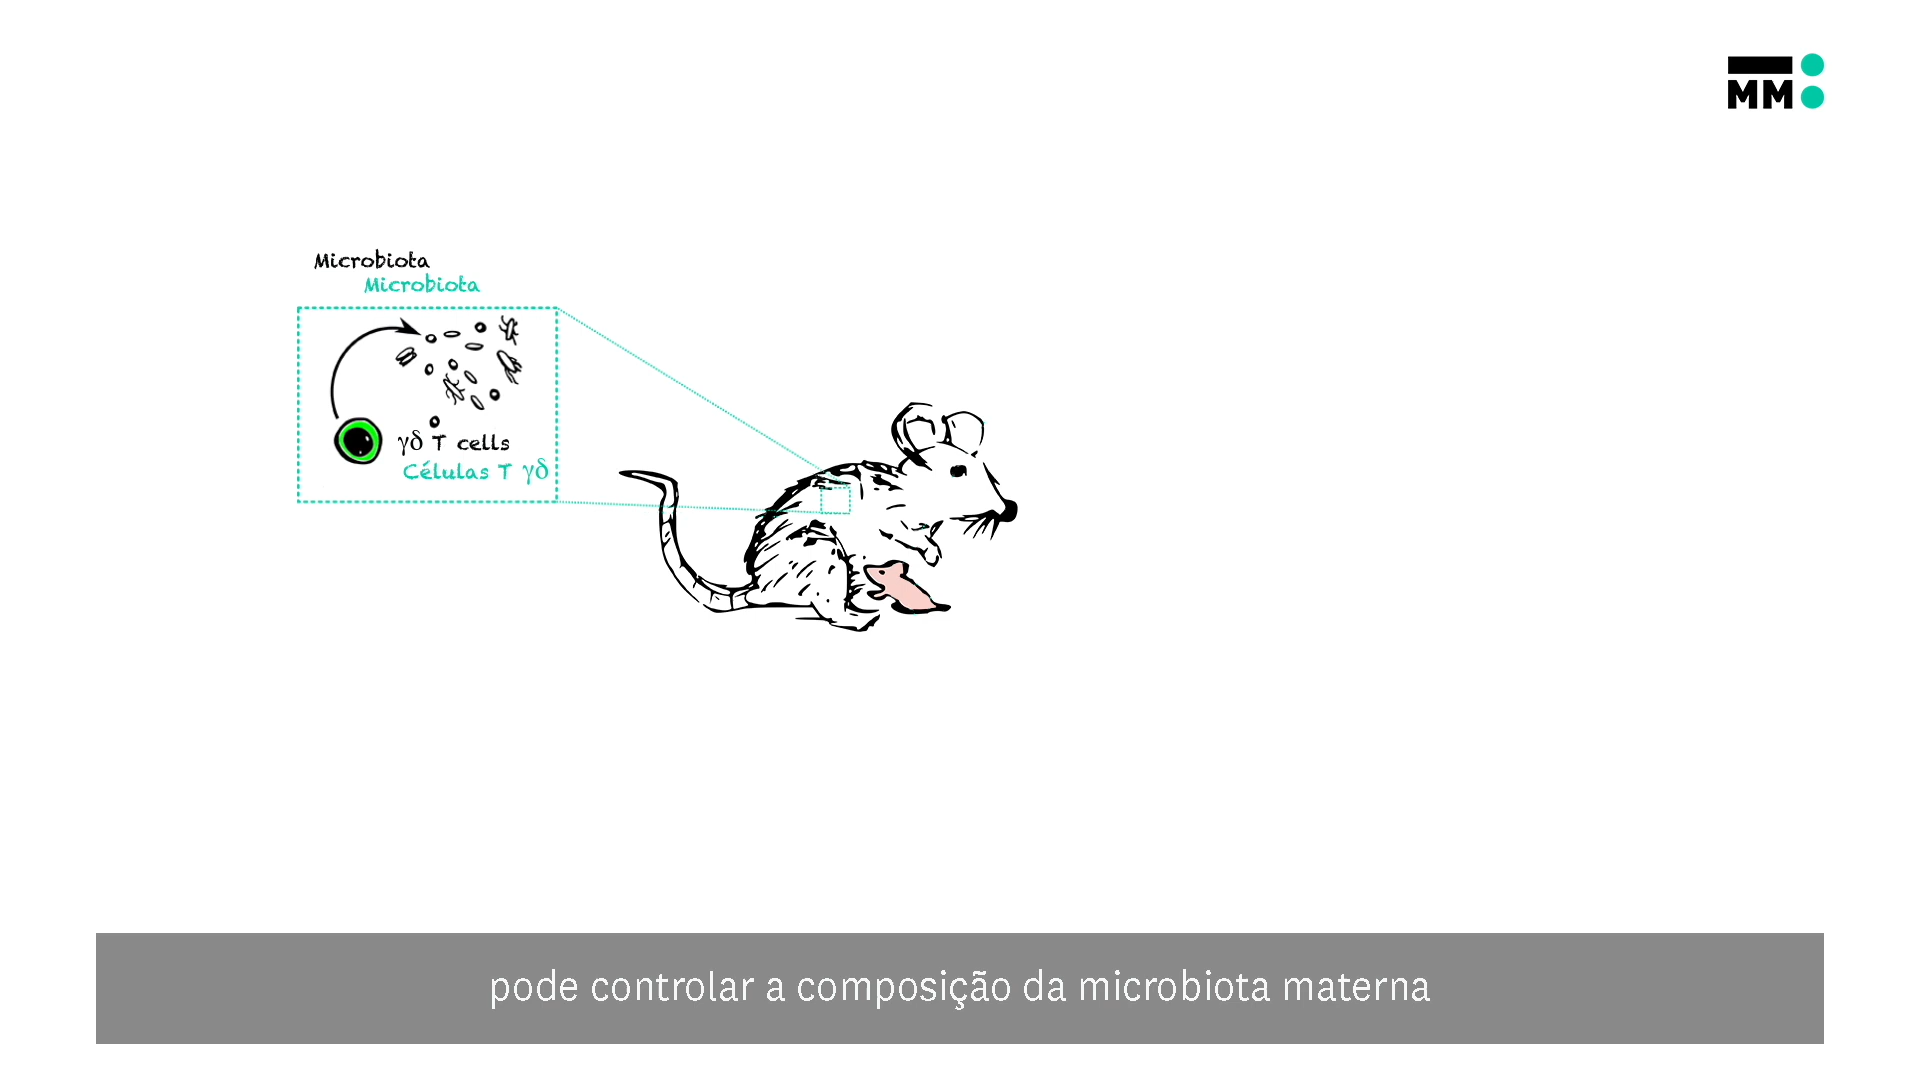 MM
Microbiota
Microbiota
γδ T cells
Células T γδ
pode controlar a composição da microbiota materna